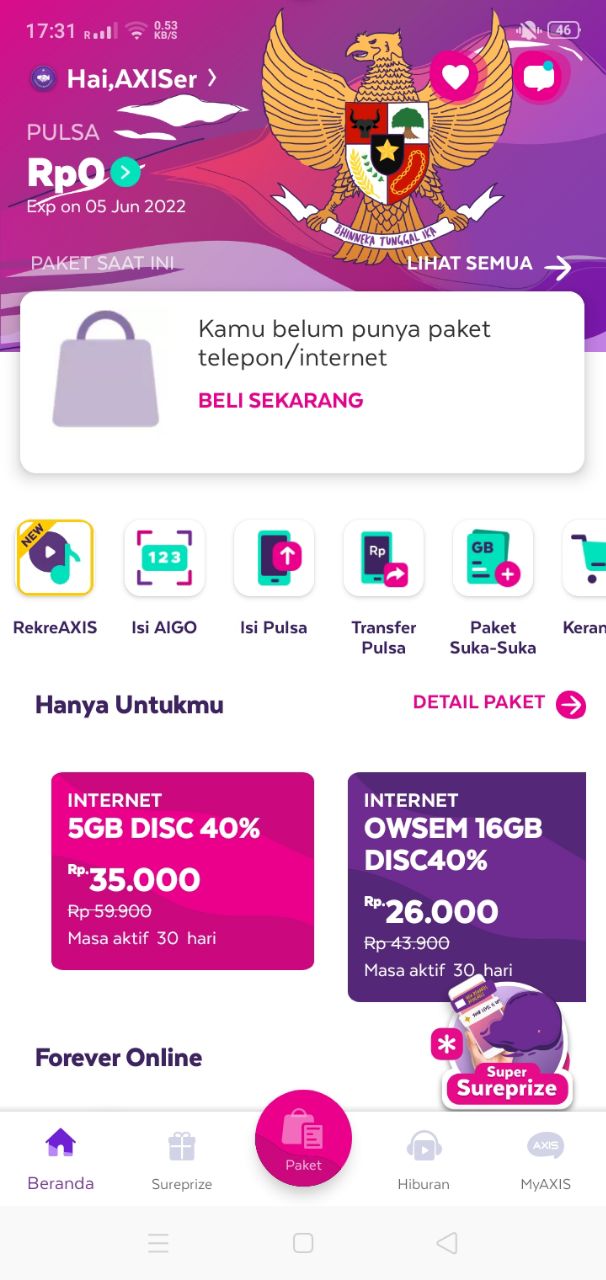 17:31 R 0.53 KB/S 46
Hai,AXISer
PULSA
Rp0
Exp on 05 Jun 2022
BHINNEKA TUNGGAL IKA
PAKET SAAT INI
LIHAT SEMUA
Kamu belum punya paket
telepon/internet
BELI SEKARANG
NEW
123
Rp
GB
RekreAXIS
Isi AIGO
Isi Pulsa
Transfer
Pulsa
Paket
Suka-Suka
Keran
Hanya Untukmu
DETAIL PAKET
INTERNET
5GB DISC 40%
Rp.35.000
Rp 59.900
Masa aktif 30 hari
INTERNET
OWSEM 16GB
DISC40%
Rp.26.000
Rp 43.900
Masa aktif 30 hari
Forever Online
Super
Sureprize
Beranda
Sureprize
Paket
Hiburan
AXIS
MyAXIS